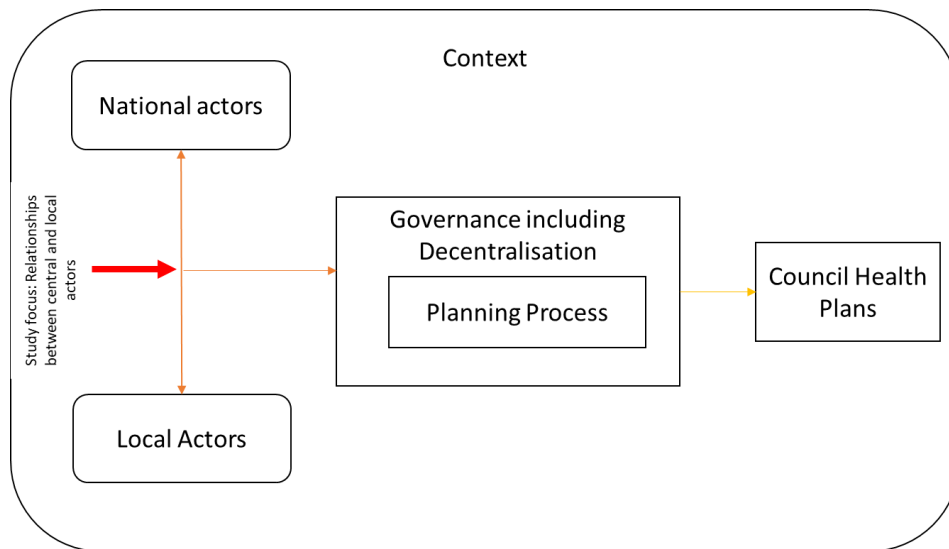 Context
National actors
Study focus: Relationships
between central and local
actors
Governance including
Decentralisation
Planning Process
Council Health
Plans
Local Actors